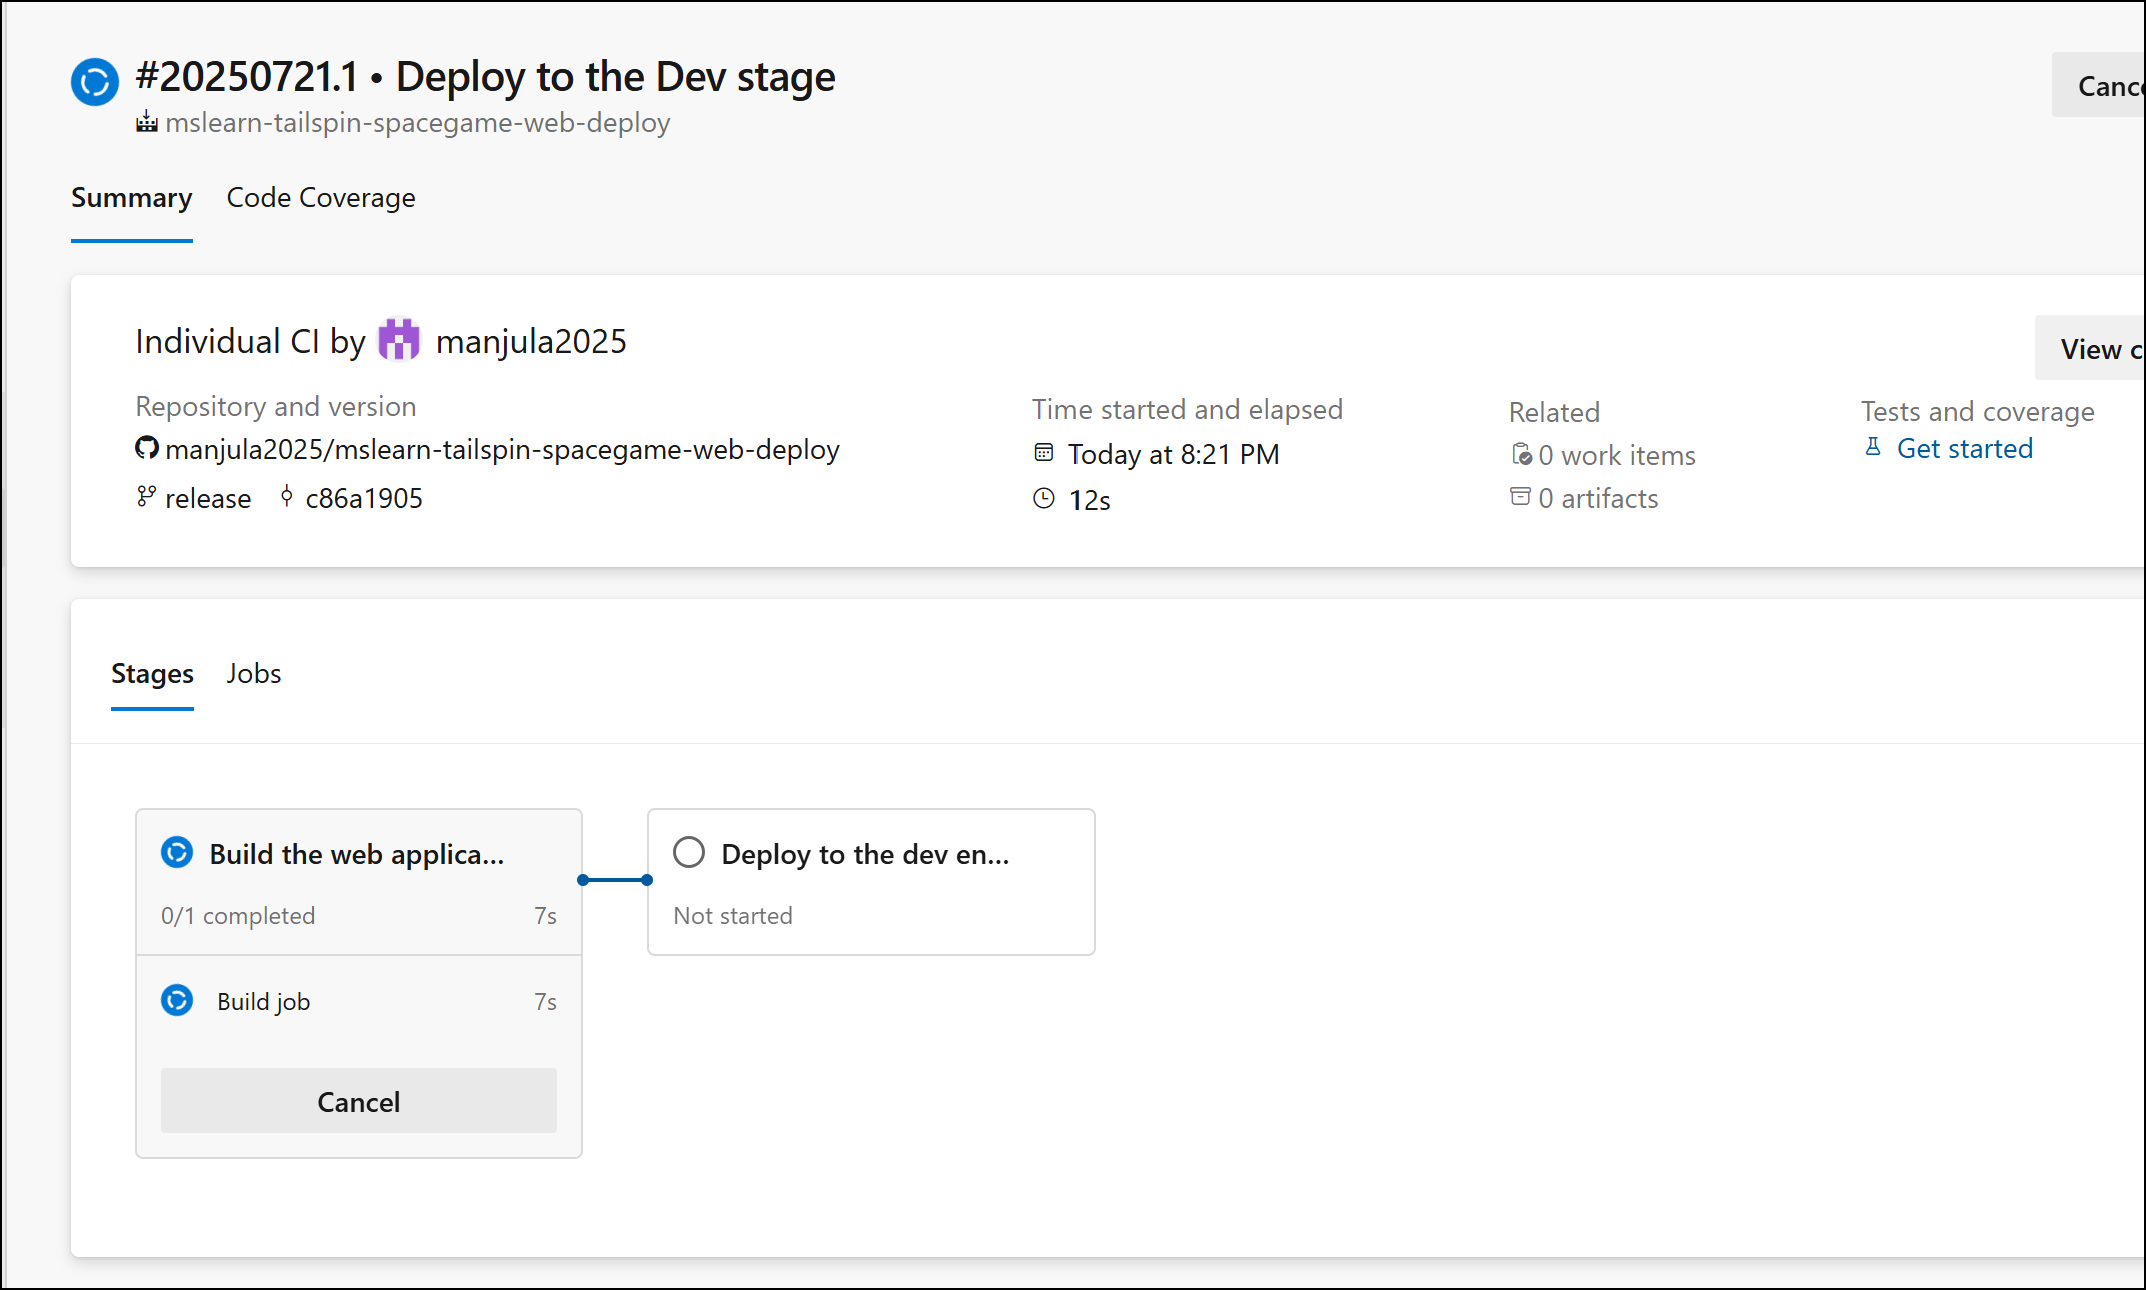 #20250721.1 • Deploy to the Dev stage
mslearn-tailspin-spacegame-web-deploy
Canc
Summary Code Coverage
Individual CI by manjula2025
View c
Repository and version
manjula2025/mslearn-tailspin-spacegame-web-deploy
release c86a1905
Time started and elapsed
Today at 8:21 PM
12s
Related
0 work items
0 artifacts
Tests and coverage
Get started
Stages Jobs
Build the web applica...
0/1 completed 7s
Build job 7s
Cancel
Deploy to the dev en...
Not started